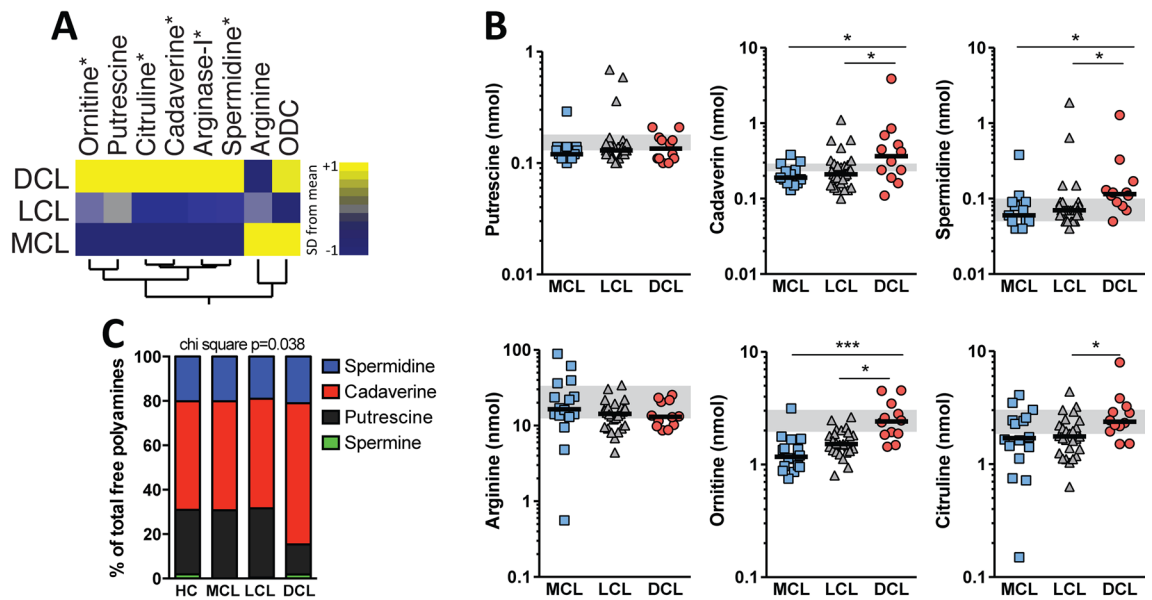 A
Ornitine*
Putrescine
Citruline*
Cadaverine*
Arginase-I*
Spermidine*
Arginine
ODC
DCL
LCL
MCL
+1
SD from mean
-1
B
Putrescine (nmol)
1
0.1
0.01
MCL LCL DCL
Cadaverin (nmol)
10
1
0.1
0.01
*
*
MCL LCL DCL
Spermidine (nmol)
10
1
0.1
0.01
*
*
MCL LCL DCL
C
chi square p=0.038
% of total free polyamines
100
80
60
40
20
0
HC MCL LCL DCL
Spermidine
Cadaverine
Putrescine
Spermine
Arginine (nmol)
100
10
1
0.1
MCL LCL DCL
Ornitine (nmol)
10
1
0.1
***
*
MCL LCL DCL
Citruline (nmol)
10
1
0.1
*
MCL LCL DCL